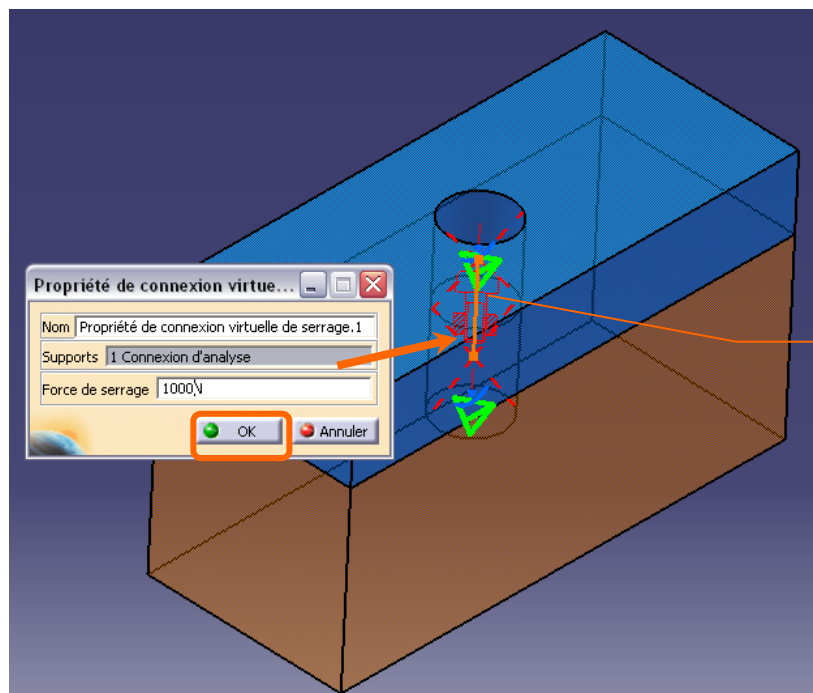 Propriété de connexion virtue...
Nom Propriété de connexion virtuelle de serrage.1
Supports 1 Connexion d'analyse
Force de serrage 1000N
OK Annuler